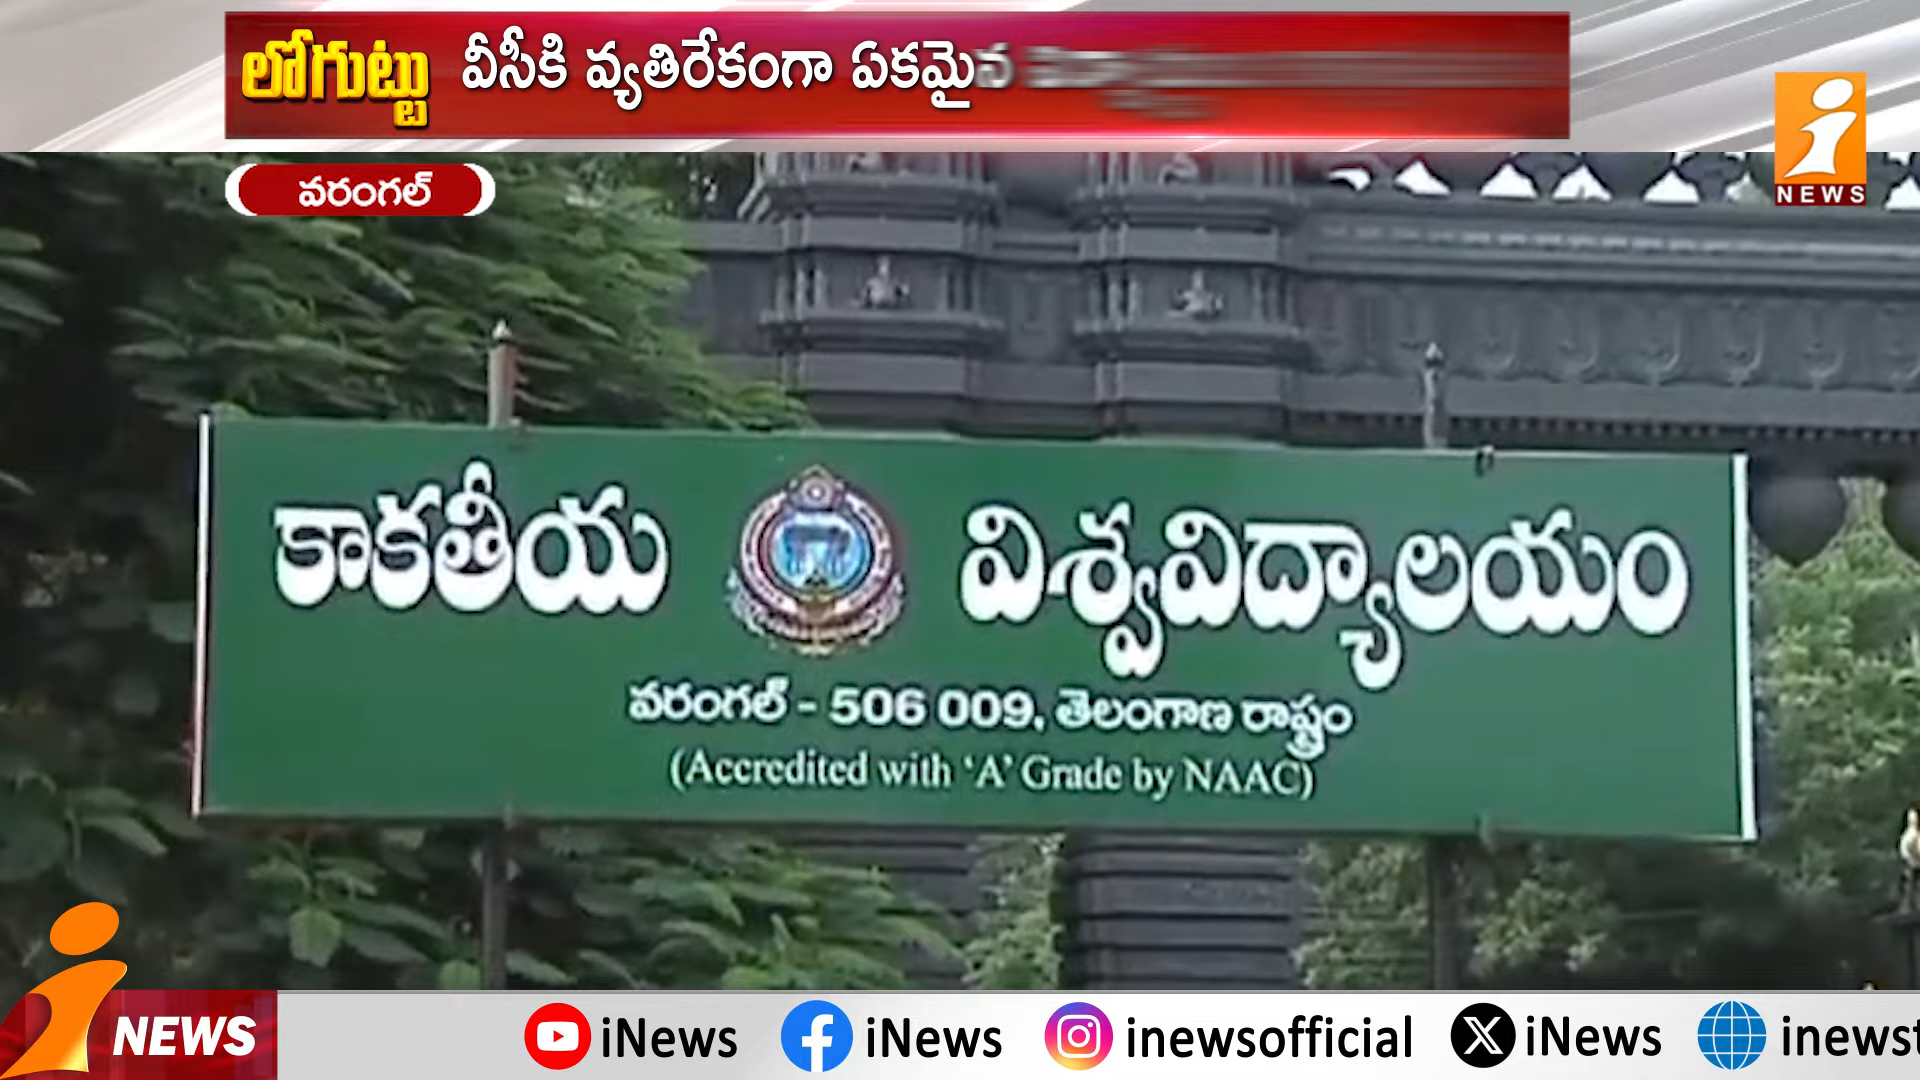 లోగుట్టు వీసీకి వ్యతిరేకంగా ఏకమైన
వరంగల్
NEWS
కాకతీయ విశ్వవిద్యాలయం
వరంగల్ - 506 009, తెలంగాణ రాష్ట్రం
(Accredited with ‘A’ Grade by NAAC)
NEWS iNews iNews inewsofficial iNews